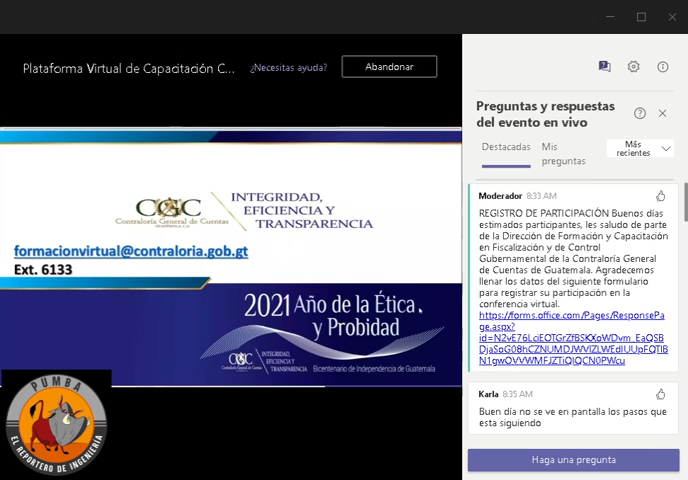 Plataforma Virtual de Capacitación C...
¿Necesitas ayuda?
Abandonar
CGC
Contraloría General de Cuentas
GUATEMALA, C.A.
INTEGRIDAD,
EFICIENCIA Y
TRANSPARENCIA
formacionvirtual@contraloria.gob.gt
Ext. 6133
2021 Año de la Ética,
y Probidad
CGC
INTEGRIDAD,
EFICIENCIA Y
TRANSPARENCIA
Bicentenario de Independencia de Guatemala
PUMBA
EL REPORTERO DE INGENIERIA
Preguntas y respuestas
del evento en vivo
Destacadas
Mis
preguntas
Más
recientes
Moderador 8:33 AM
REGISTRO DE PARTICIPACIÓN Buenos días
estimados participantes, les saludo de parte
de la Dirección de Formación y Capacitación
en Fiscalización y de Control
Gubernamental de la Contraloría General
de Cuentas de Guatemala. Agradecemos
llenar los datos del siguiente formulario
para registrar su participación en la
conferencia virtual.
https://forms.office.com/Pages/ResponsePa
ge.aspx?
Karla 8:35 AM
Buen día no se ve en pantalla los pasos que
esta siguiendo
Haga una pregunta